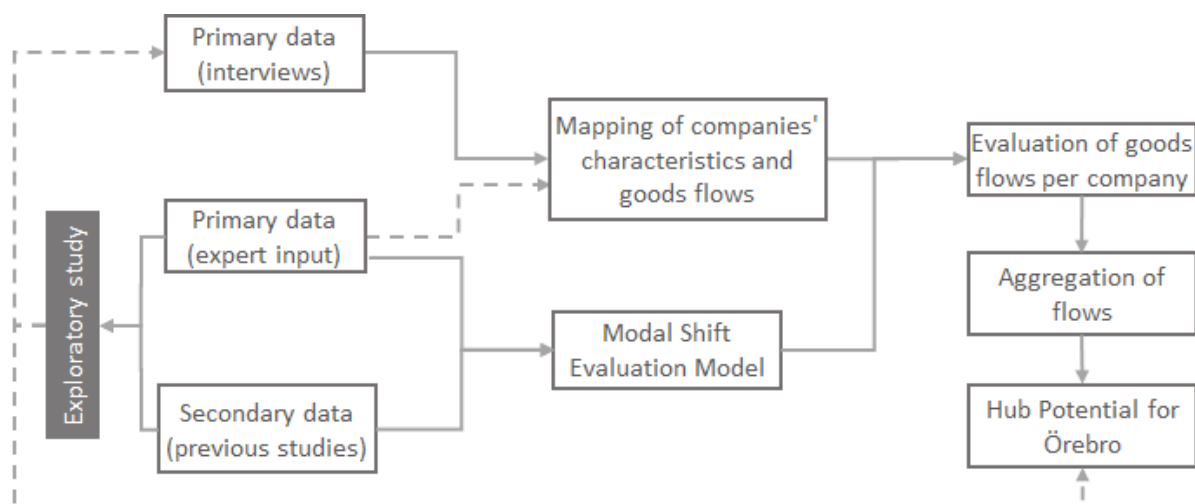 Primary data
(interviews)
Mapping of companies'
characteristics and
goods flows
Evaluation of goods
flows per company
Exploratory study
Primary data
(expert input)
Aggregation of
flows
Modal Shift
Evaluation Model
Secondary data
(previous studies)
Hub Potential for
Örebro